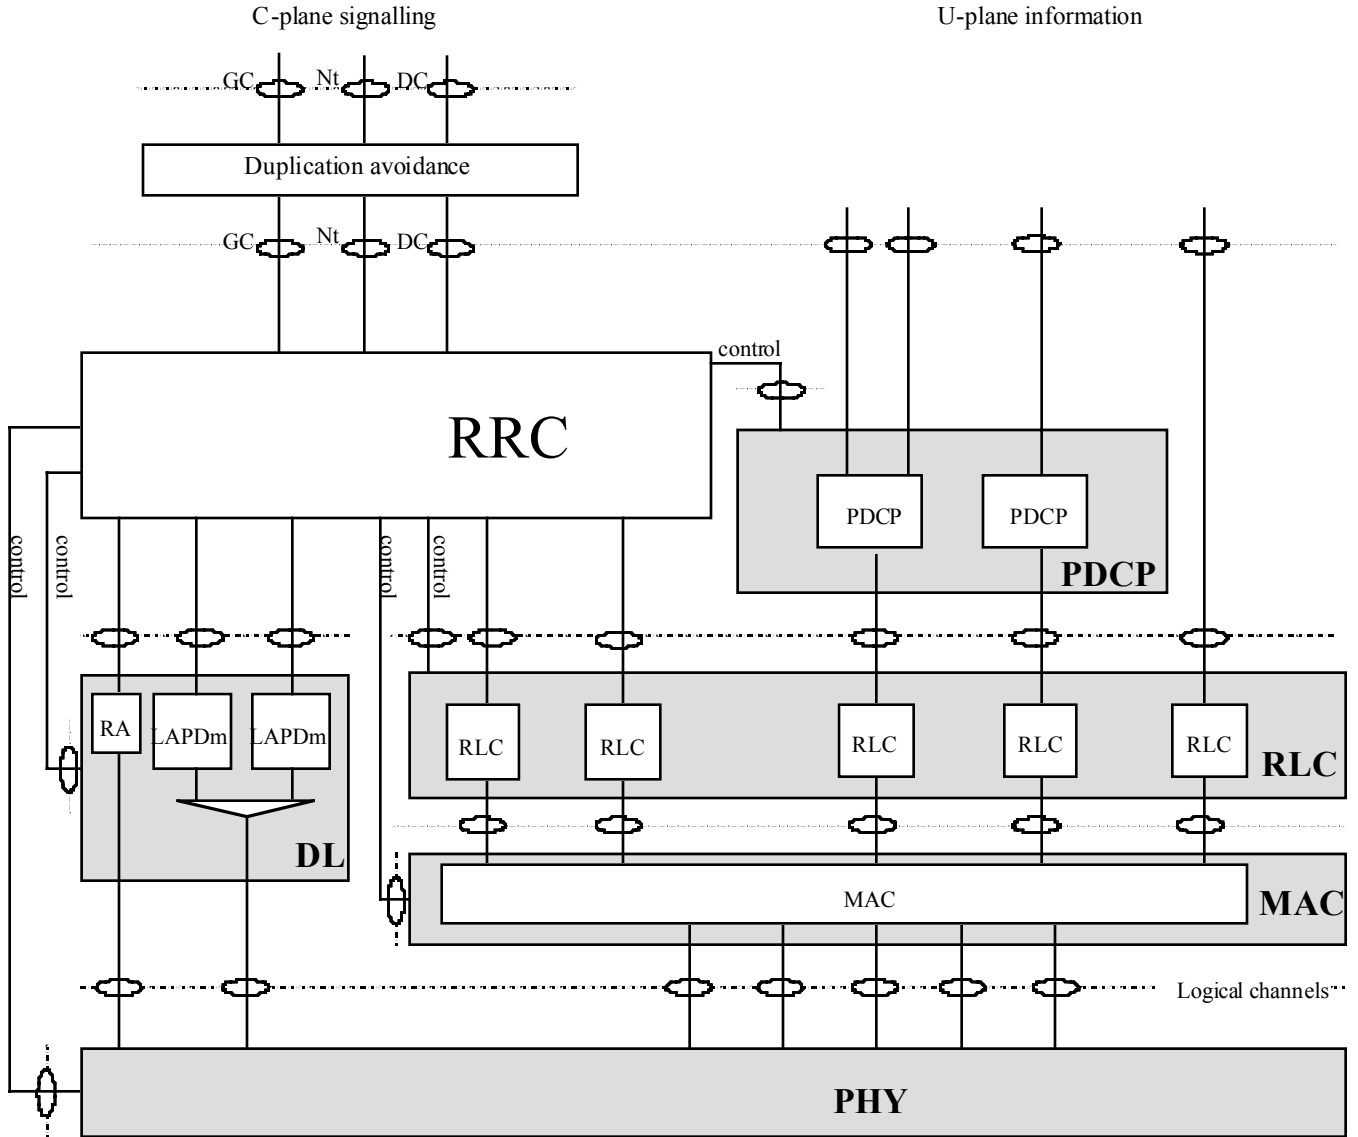 C-plane signalling
U-plane information
GC Nt DC
Duplication avoidance
GC Nt DC
control
RRC
PDCP PDCP
PDCP
control
control
control
control
RA LAPDm LAPDm
RLC RLC RLC RLC RLC
RLC
DL
MAC
MAC
Logical channels
PHY